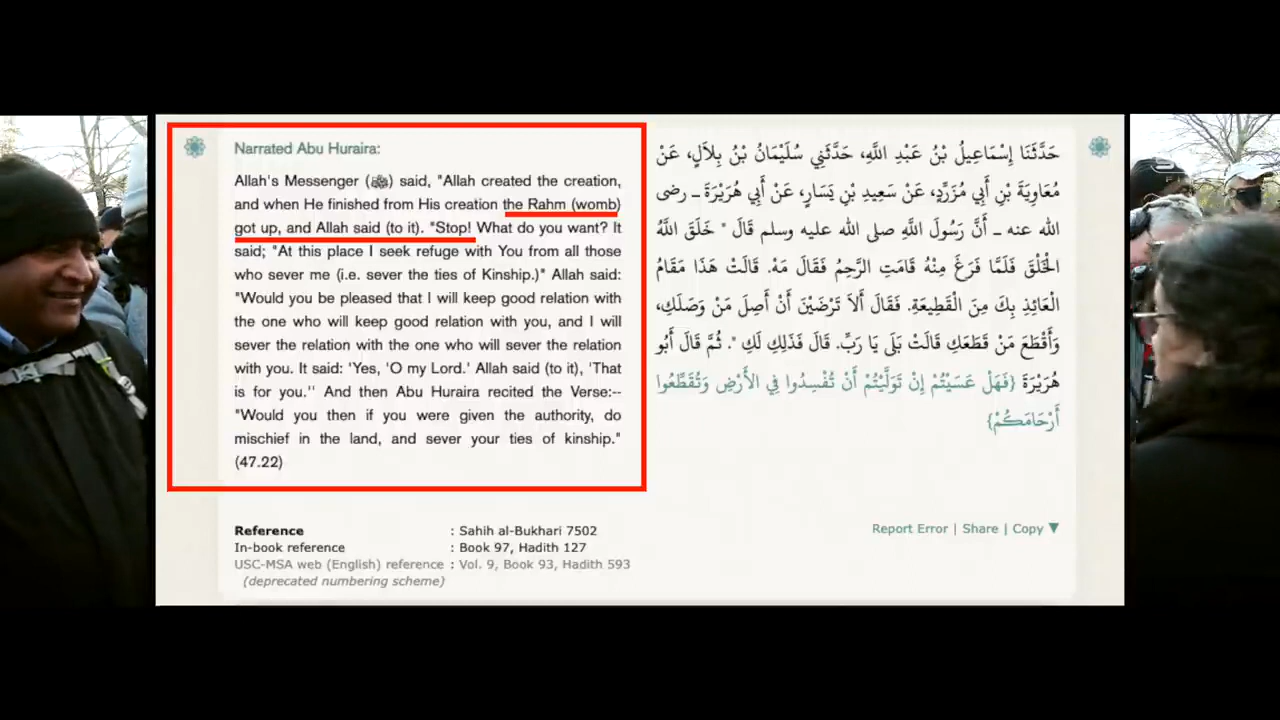 Narrated Abu Huraira:
Allah's Messenger (ﷺ) said, "Allah created the creation,
and when He finished from His creation the Rahm (womb)
got up, and Allah said (to it). "Stop! What do you want? It
said; "At this place I seek refuge with You from all those
who sever me (i.e. sever the ties of Kinship.)" Allah said:
"Would you be pleased that I will keep good relation with
the one who will keep good relation with you, and I will
sever the relation with the one who will sever the relation
with you. It said: 'Yes, 'O my Lord.' Allah said (to it), 'That
is for you.'' And then Abu Huraira recited the Verse:--
"Would you then if you were given the authority, do
mischief in the land, and sever your ties of kinship."
(47.22)
حَدَّثَنَا إِسْمَاعِيلُ بْنُ عَبْدِ اللَّهِ، حَدَّثَنِي سُلَيْمَانُ بْنُ بِلاَلٍ، عَنْ
مُعَاوِيَةَ بْنِ أَبِي مُزَرِّدٍ، عَنْ سَعِيدِ بْنِ يَسَارٍ، عَنْ أَبِي هُرَيْرَةَ ـ رضى
الله عنه ـ أَنَّ رَسُولَ اللَّهِ صلى الله عليه وسلم قَالَ " خَلَقَ اللَّهُ
الْخَلْقَ فَلَمَّا فَرَغَ مِنْهُ قَامَتِ الرَّحِمُ فَقَالَ مَهْ‏.‏ قَالَتْ هَذَا مَقَامُ
الْعَائِذِ بِكَ مِنَ الْقَطِيعَةِ‏.‏ فَقَالَ أَلاَ تَرْضَيْنَ أَنْ أَصِلَ مَنْ وَصَلَكِ،
وَأَقْطَعَ مَنْ قَطَعَكِ قَالَتْ بَلَى يَا رَبِّ‏.‏ قَالَ فَذَلِكِ لَكِ ".‏ ثُمَّ قَالَ أَبُو
هُرَيْرَةَ {فَهَلْ عَسَيْتُمْ إِنْ تَوَلَّيْتُمْ أَنْ تُفْسِدُوا فِي الأَرْضِ وَتُقَطِّعُوا
أَرْحَامَكُمْ}
Reference : Sahih al-Bukhari 7502
In-book reference : Book 97, Hadith 127
USC-MSA web (English) reference : Vol. 9, Book 93, Hadith 593
(deprecated numbering scheme)
Report Error | Share | Copy ▼